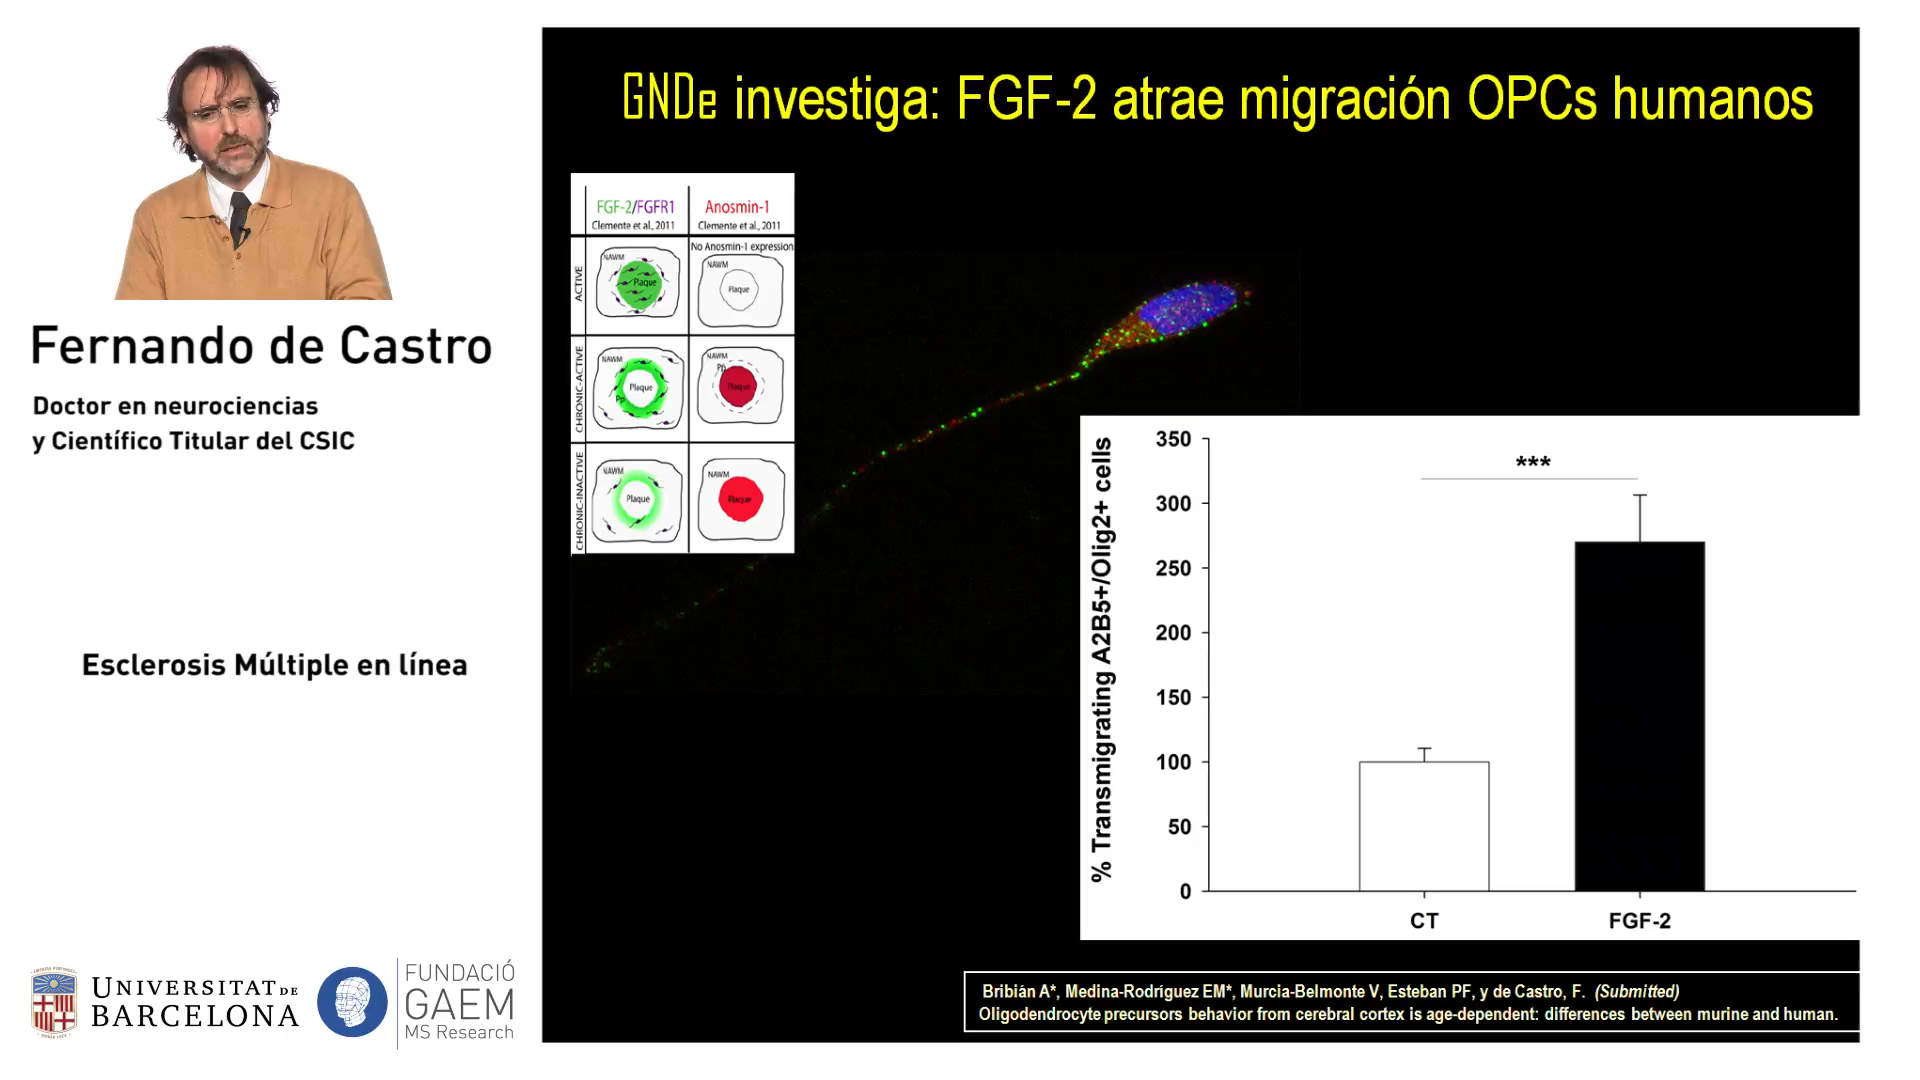 GNDe investiga: FGF-2 atrae migración OPCs humanos
FGF-2/FGFR1
Clemente et al., 2011
Anosmin-1
Clemente et al., 2011
ACTIVE
NAWM
Plaque
No Anosmin-1 expression
NAWM
Plaque
CHRONIC-ACTIVE
NAWM
Plaque
Pp
NAWM
Pp
Plaque
CHRONIC-INACTIVE
NAWM
Plaque
NAWM
Plaque
Fernando de Castro
Doctor en neurociencias
y Científico Titular del CSIC
Esclerosis Múltiple en línea
% Transmigrating A2B5+/Olig2+ cells
350
300
250
200
150
100
50
0
***
CT
FGF-2
Bribián A*, Medina-Rodríguez EM*, Murcia-Belmonte V, Esteban PF, y de Castro, F. (Submitted)
Oligodendrocyte precursors behavior from cerebral cortex is age-dependent: differences between murine and human.
UNIVERSITAT DE
BARCELONA
FUNDACIÓ
GAEM
MS Research